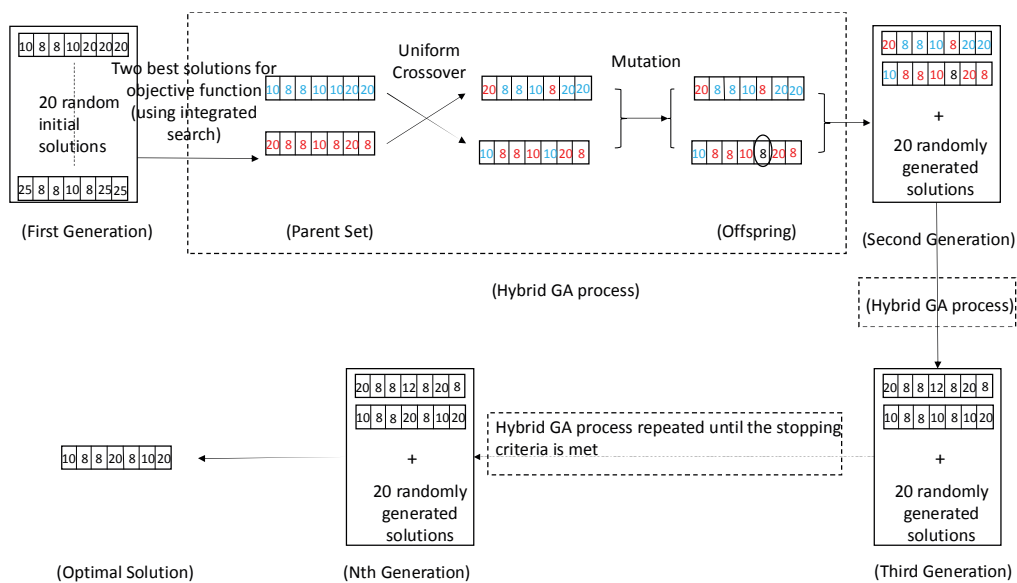 10 8 8 10 20 20 20
20 random
initial
solutions
25 8 8 10 8 25 25
(First Generation)
Two best solutions for
objective function
(using integrated
search)
10 8 8 10 10 20 20
20 8 8 10 8 20 8
(Parent Set)
Uniform
Crossover
20 8 8 10 8 20 20
10 8 8 10 10 20 8
Mutation
20 8 8 10 8 20 20
10 8 8 10 8 20 8
(Offspring)
(Hybrid GA process)
20 8 8 10 8 20 20
10 8 8 10 8 20 8
+
20 randomly
generated
solutions
(Second Generation)
(Hybrid GA process)
20 8 8 12 8 20 8
10 8 8 10 8 10 20
+
20 randomly
generated
solutions
(Third Generation)
Hybrid GA process repeated until the stopping
criteria is met
20 8 8 12 8 20 8
10 8 8 20 8 10 20
+
20 randomly
generated
solutions
(Nth Generation)
10 8 8 20 8 10 20
(Optimal Solution)